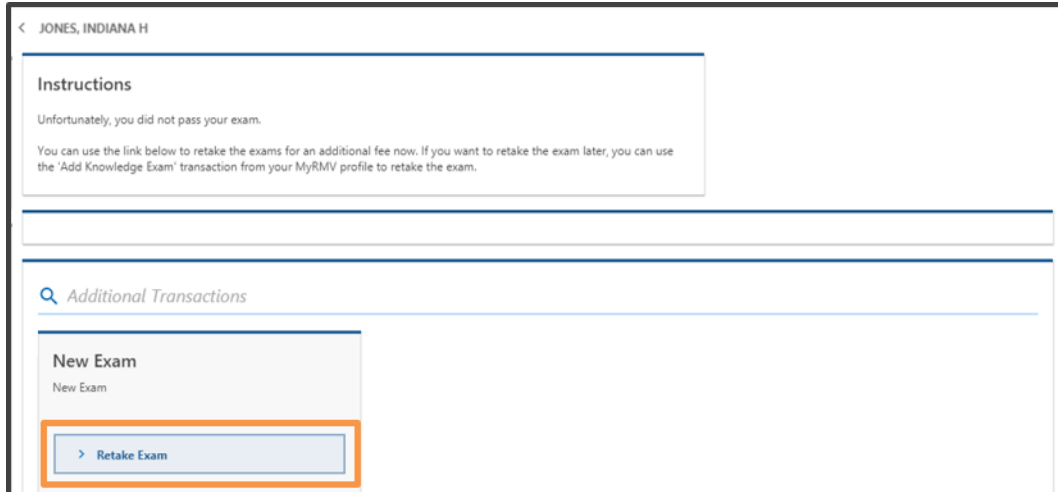 JONES, INDIANA H
Instructions
Unfortunately, you did not pass your exam.
You can use the link below to retake the exams for an additional fee now. If you want to retake the exam later, you can use
the 'Add Knowledge Exam' transaction from your MyRMV profile to retake the exam.
Additional Transactions
New Exam
New Exam
Retake Exam